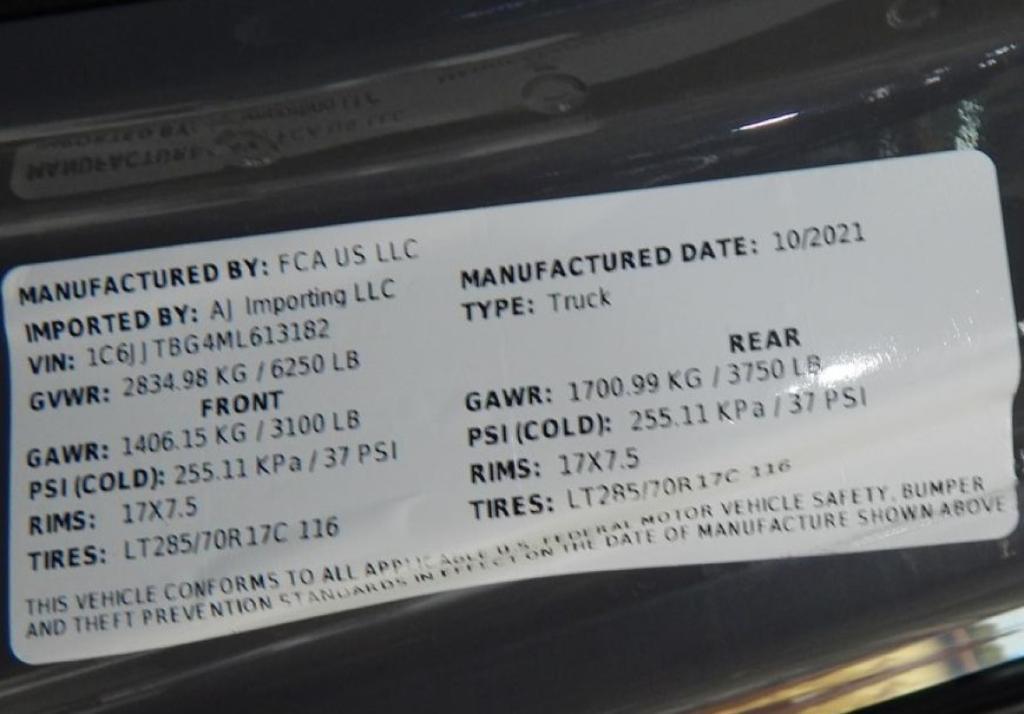 MANUFACTURED BY: FCA US LLC
IMPORTED BY: AJ Importing LLC
VIN: 1C6JJTBG4ML613182
GVWR: 2834.98 KG / 6250 LB
FRONT
GAWR: 1406.15 KG / 3100 LB
PSI (COLD): 255.11 KPa / 37 PSI
RIMS: 17X7.5
TIRES: LT285/70R17C 116
MANUFACTURED DATE: 10/2021
TYPE: Truck
REAR
GAWR: 1700.99 KG / 3750 LB
PSI (COLD): 255.11 KPa / 37 PSI
RIMS: 17X7.5
TIRES: LT285/70R17C 116
THIS VEHICLE CONFORMS TO ALL APPLICABLE U.S. FEDERAL MOTOR VEHICLE SAFETY, BUMPER
AND THEFT PREVENTION STANDARDS IN EFFECT ON THE DATE OF MANUFACTURE SHOWN ABOVE